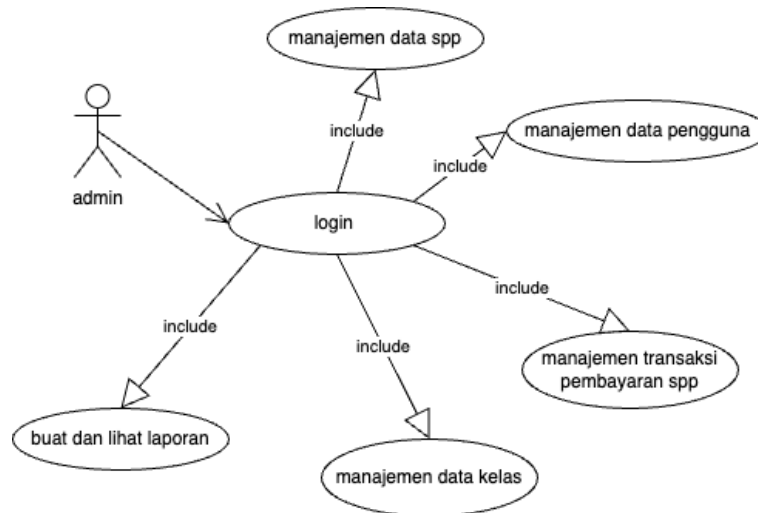 manajemen data spp
include
manajemen data pengguna
include
admin
login
include
include
include
manajemen transaksi
pembayaran spp
buat dan lihat laporan
manajemen data kelas